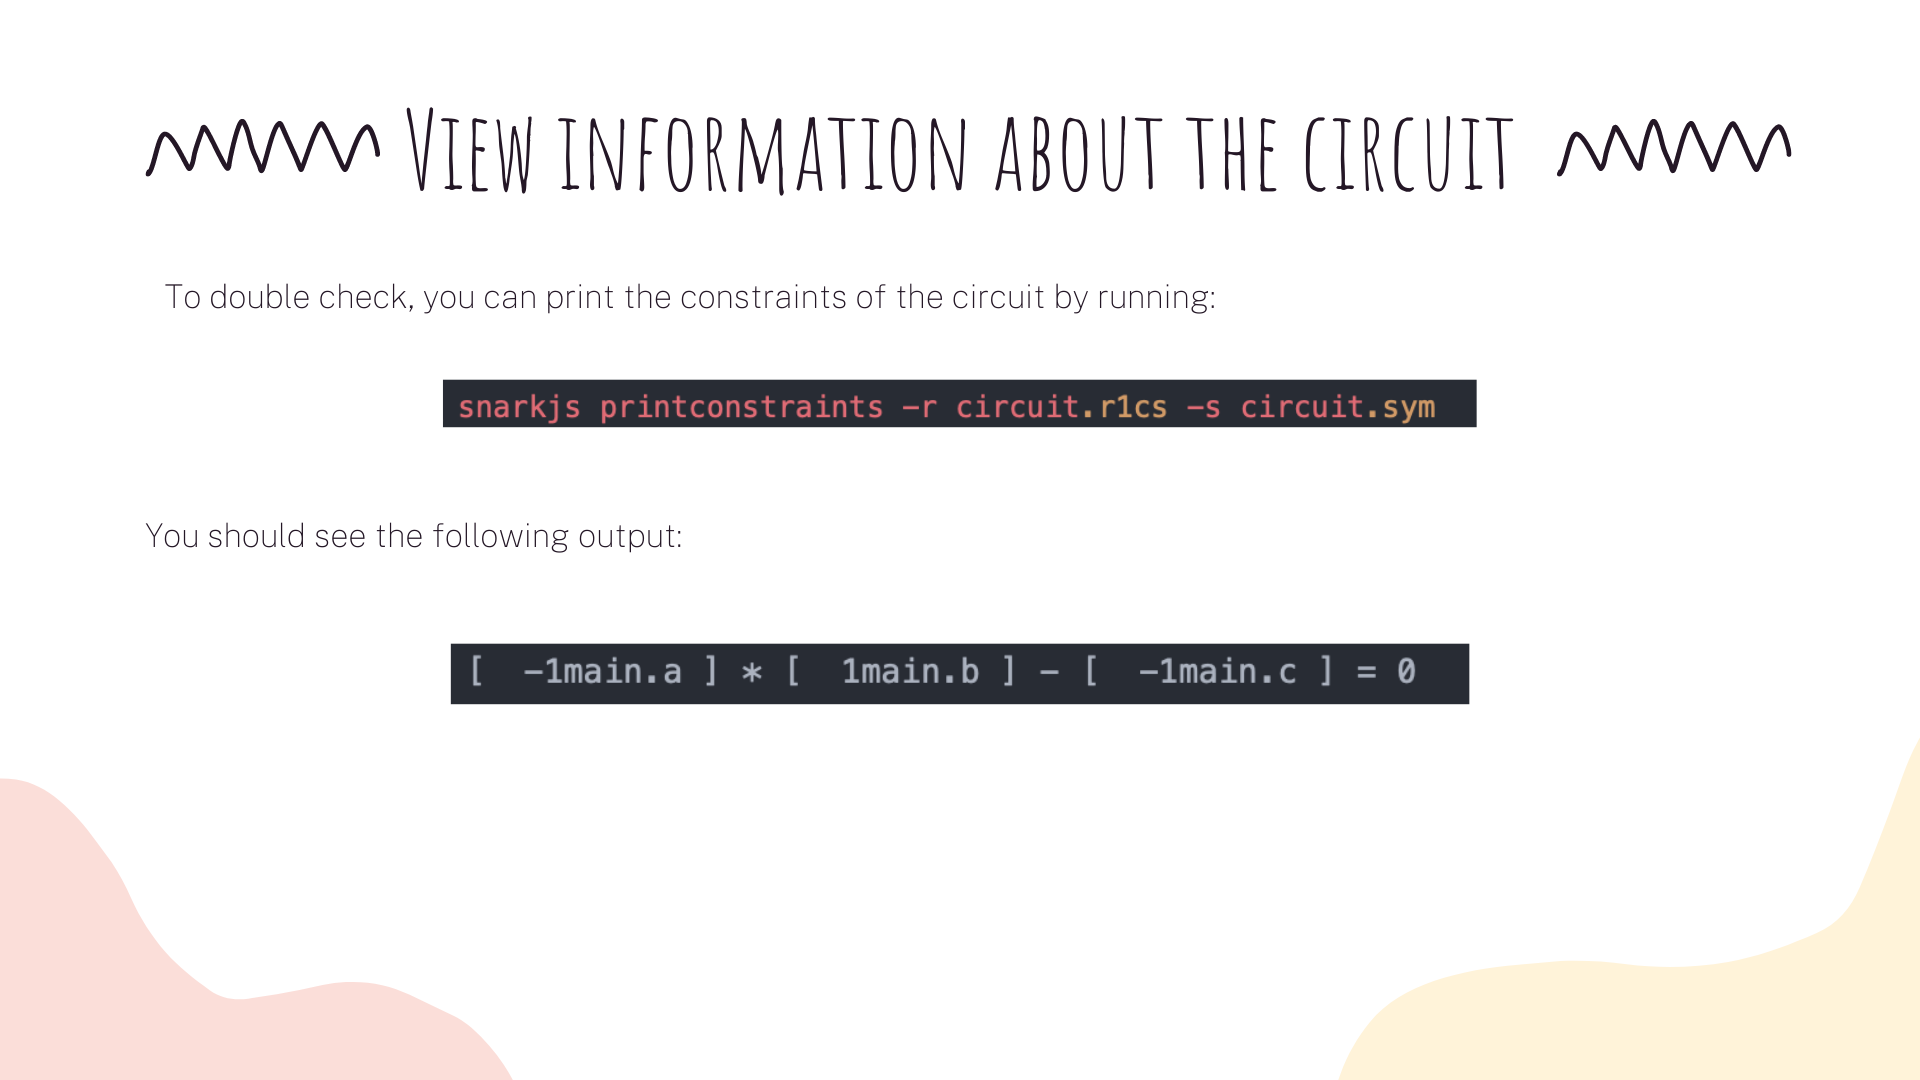 View information about the circuit
To double check, you can print the constraints of the circuit by running:
snarkjs printconstraints -r circuit.r1cs -s circuit.sym
You should see the following output:
[  -1main.a ] * [  1main.b ] - [  -1main.c ] = 0